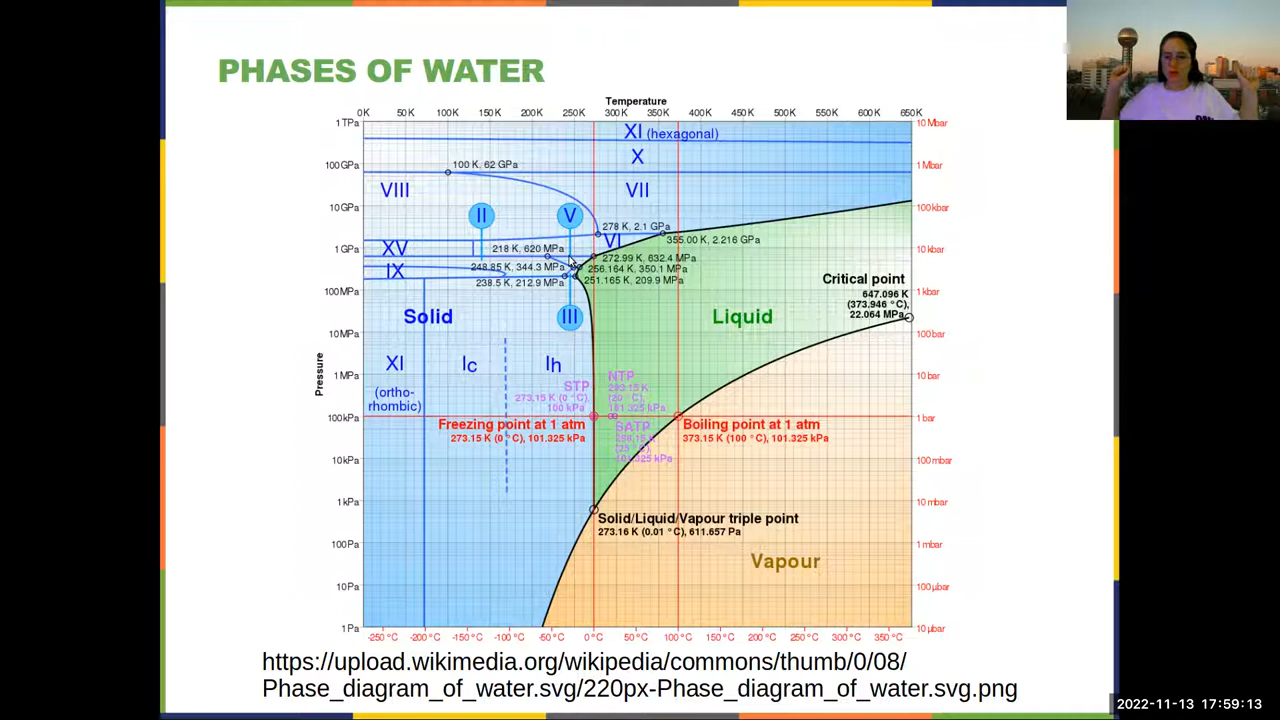 PHASES OF WATER
Temperature
0 K 50 K 100 K 150 K 200 K 250 K 300 K 350 K 400 K 450 K 500 K 550 K 600 K 650 K
1 TPa
10 Mbar
XI (hexagonal)
X
100 GPa
100 K, 62 GPa
1 Mbar
VIII
VII
10 GPa
100 kbar
II
V
278 K, 2.1 GPa
VI
355.00 K, 2.216 GPa
1 GPa
XV
I
218 K, 620 MPa
10 kbar
272.99 K, 632.4 MPa
IX
248.85 K, 344.3 MPa
256.164 K, 350.1 MPa
238.5 K, 212.9 MPa
251.165 K, 209.9 MPa
Critical point
647.096 K
(373.946 °C),
22.064 MPa
100 MPa
1 kbar
Solid
III
Liquid
10 MPa
100 bar
Pressure
XI
(ortho-
rhombic)
Ic
Ih
1 MPa
10 bar
STP
273.15 K (0 °C),
100 kPa
NTP
293.15 K
(20 °C),
101.325 kPa
100 kPa
1 bar
Freezing point at 1 atm
273.15 K (0 °C), 101.325 kPa
SATP
Boiling point at 1 atm
373.15 K (100 °C), 101.325 kPa
10 kPa
100 mbar
1 kPa
10 mbar
Solid/Liquid/Vapour triple point
273.16 K (0.01 °C), 611.657 Pa
100 Pa
1 mbar
Vapour
10 Pa
100 µbar
1 Pa
10 µbar
-250 °C -200 °C -150 °C -100 °C -50 °C 0 °C 50 °C 100 °C 150 °C 200 °C 250 °C 300 °C 350 °C
https://upload.wikimedia.org/wikipedia/commons/thumb/0/08/
Phase_diagram_of_water.svg/220px-Phase_diagram_of_water.svg.png
2022-11-13 17:59:13